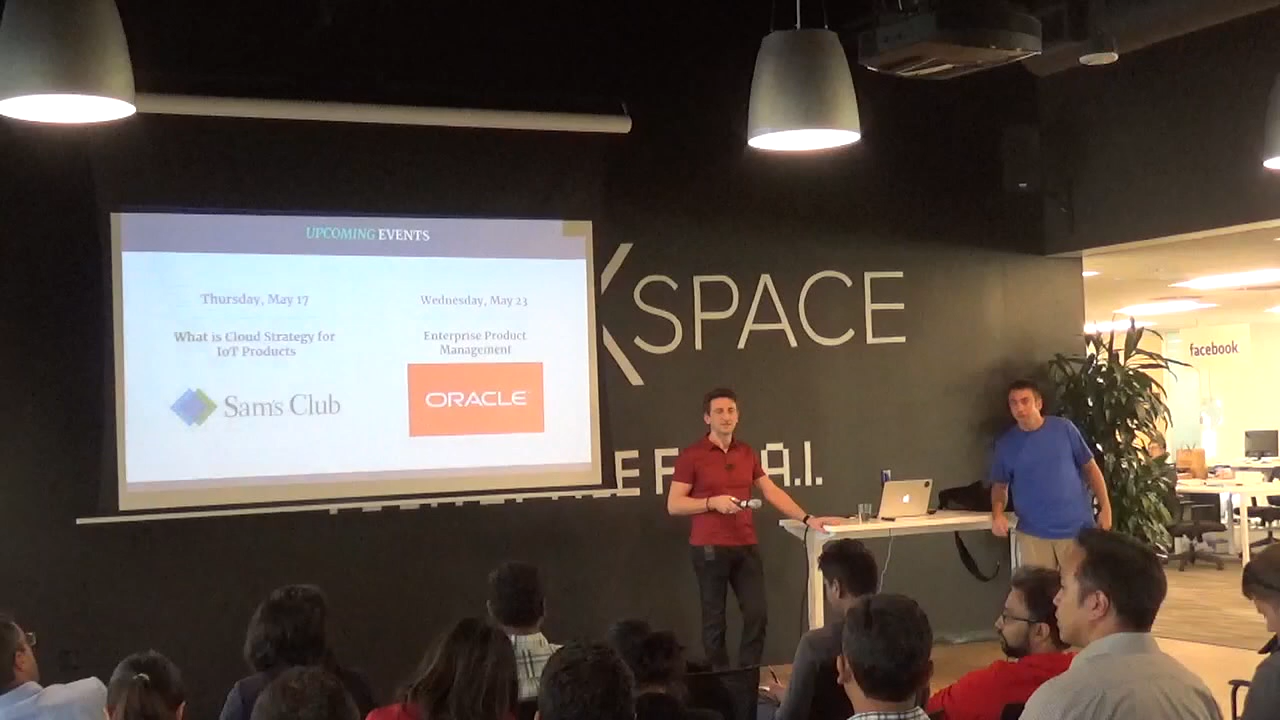 UPCOMING EVENTS
Thursday, May 17
What is Cloud Strategy for
IoT Products
Sam's Club
Wednesday, May 23
Enterprise Product
Management
ORACLE
SPACE
A.I.
facebook